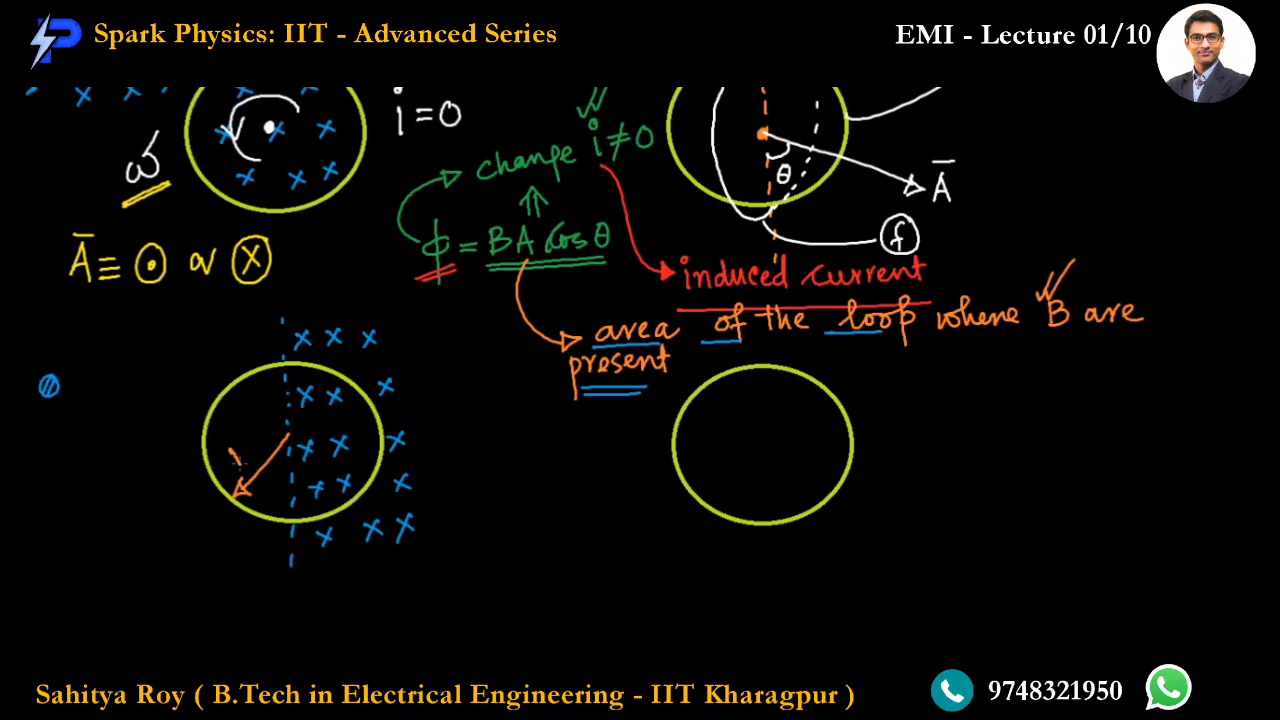 Spark Physics: IIT - Advanced Series
EMI - Lecture 01/10
i = 0
ω
change i ≠ 0
θ
A̅
ϕ = BA cos θ
f
A̅ ≡ ⊙ or ⊗
induced current
area of the loop where B are
present
Sahitya Roy ( B.Tech in Electrical Engineering - IIT Kharagpur )
9748321950